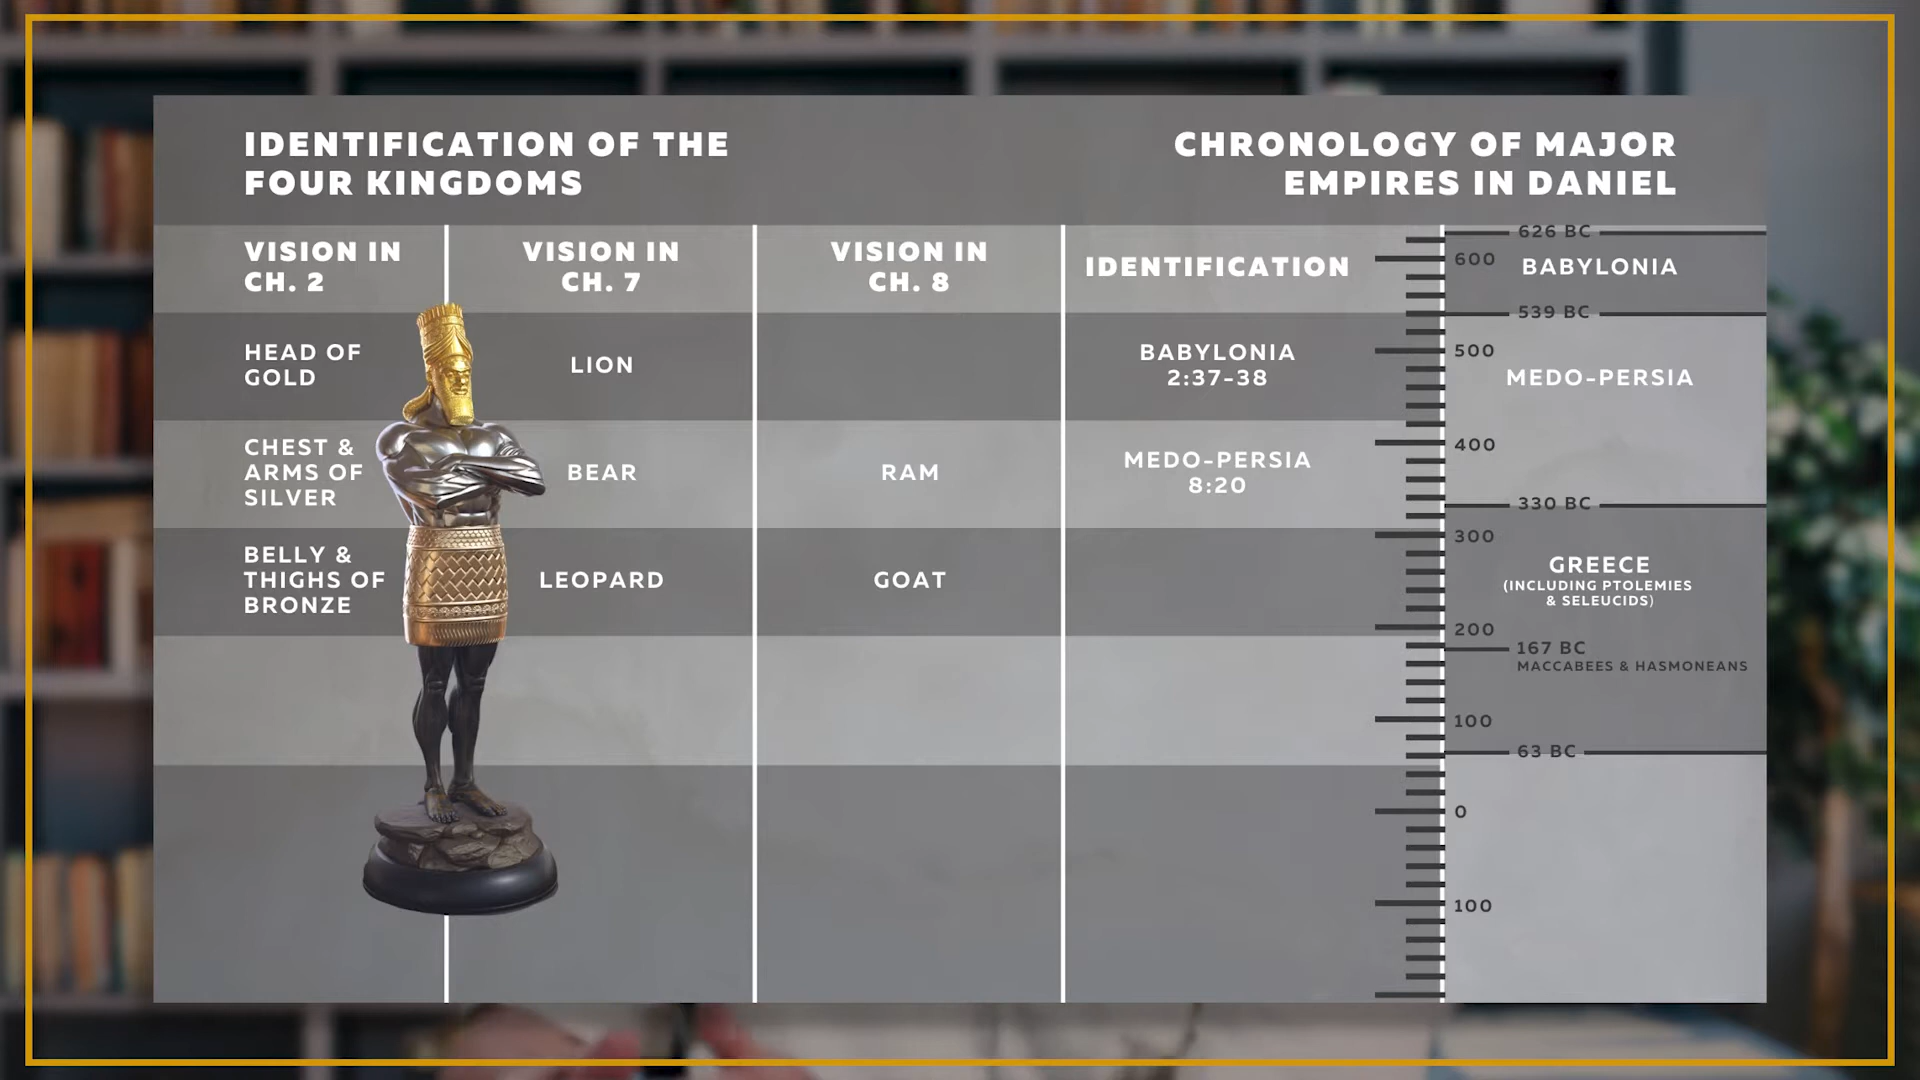 IDENTIFICATION OF THE
FOUR KINGDOMS
CHRONOLOGY OF MAJOR
EMPIRES IN DANIEL
VISION IN
CH. 2
VISION IN
CH. 7
VISION IN
CH. 8
IDENTIFICATION
HEAD OF
GOLD
LION
BABYLONIA
2:37-38
CHEST &
ARMS OF
SILVER
BEAR
RAM
MEDO-PERSIA
8:20
BELLY &
THIGHS OF
BRONZE
LEOPARD
GOAT
626 BC
600
BABYLONIA
539 BC
500
MEDO-PERSIA
400
330 BC
300
GREECE
(INCLUDING PTOLEMIES
& SELEUCIDS)
200
167 BC
MACCABEES & HASMONEANS
100
63 BC
0
100